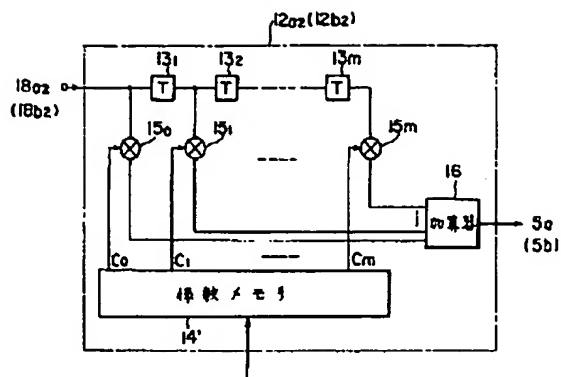 12a2(12b2)
13₁ 13₂ 13m
18a2
(18b2)
T T T
15₀ 15₁ 15m
16
加算器
5a
(5b)
C₀ C₁ Cm
係数メモリ
14'